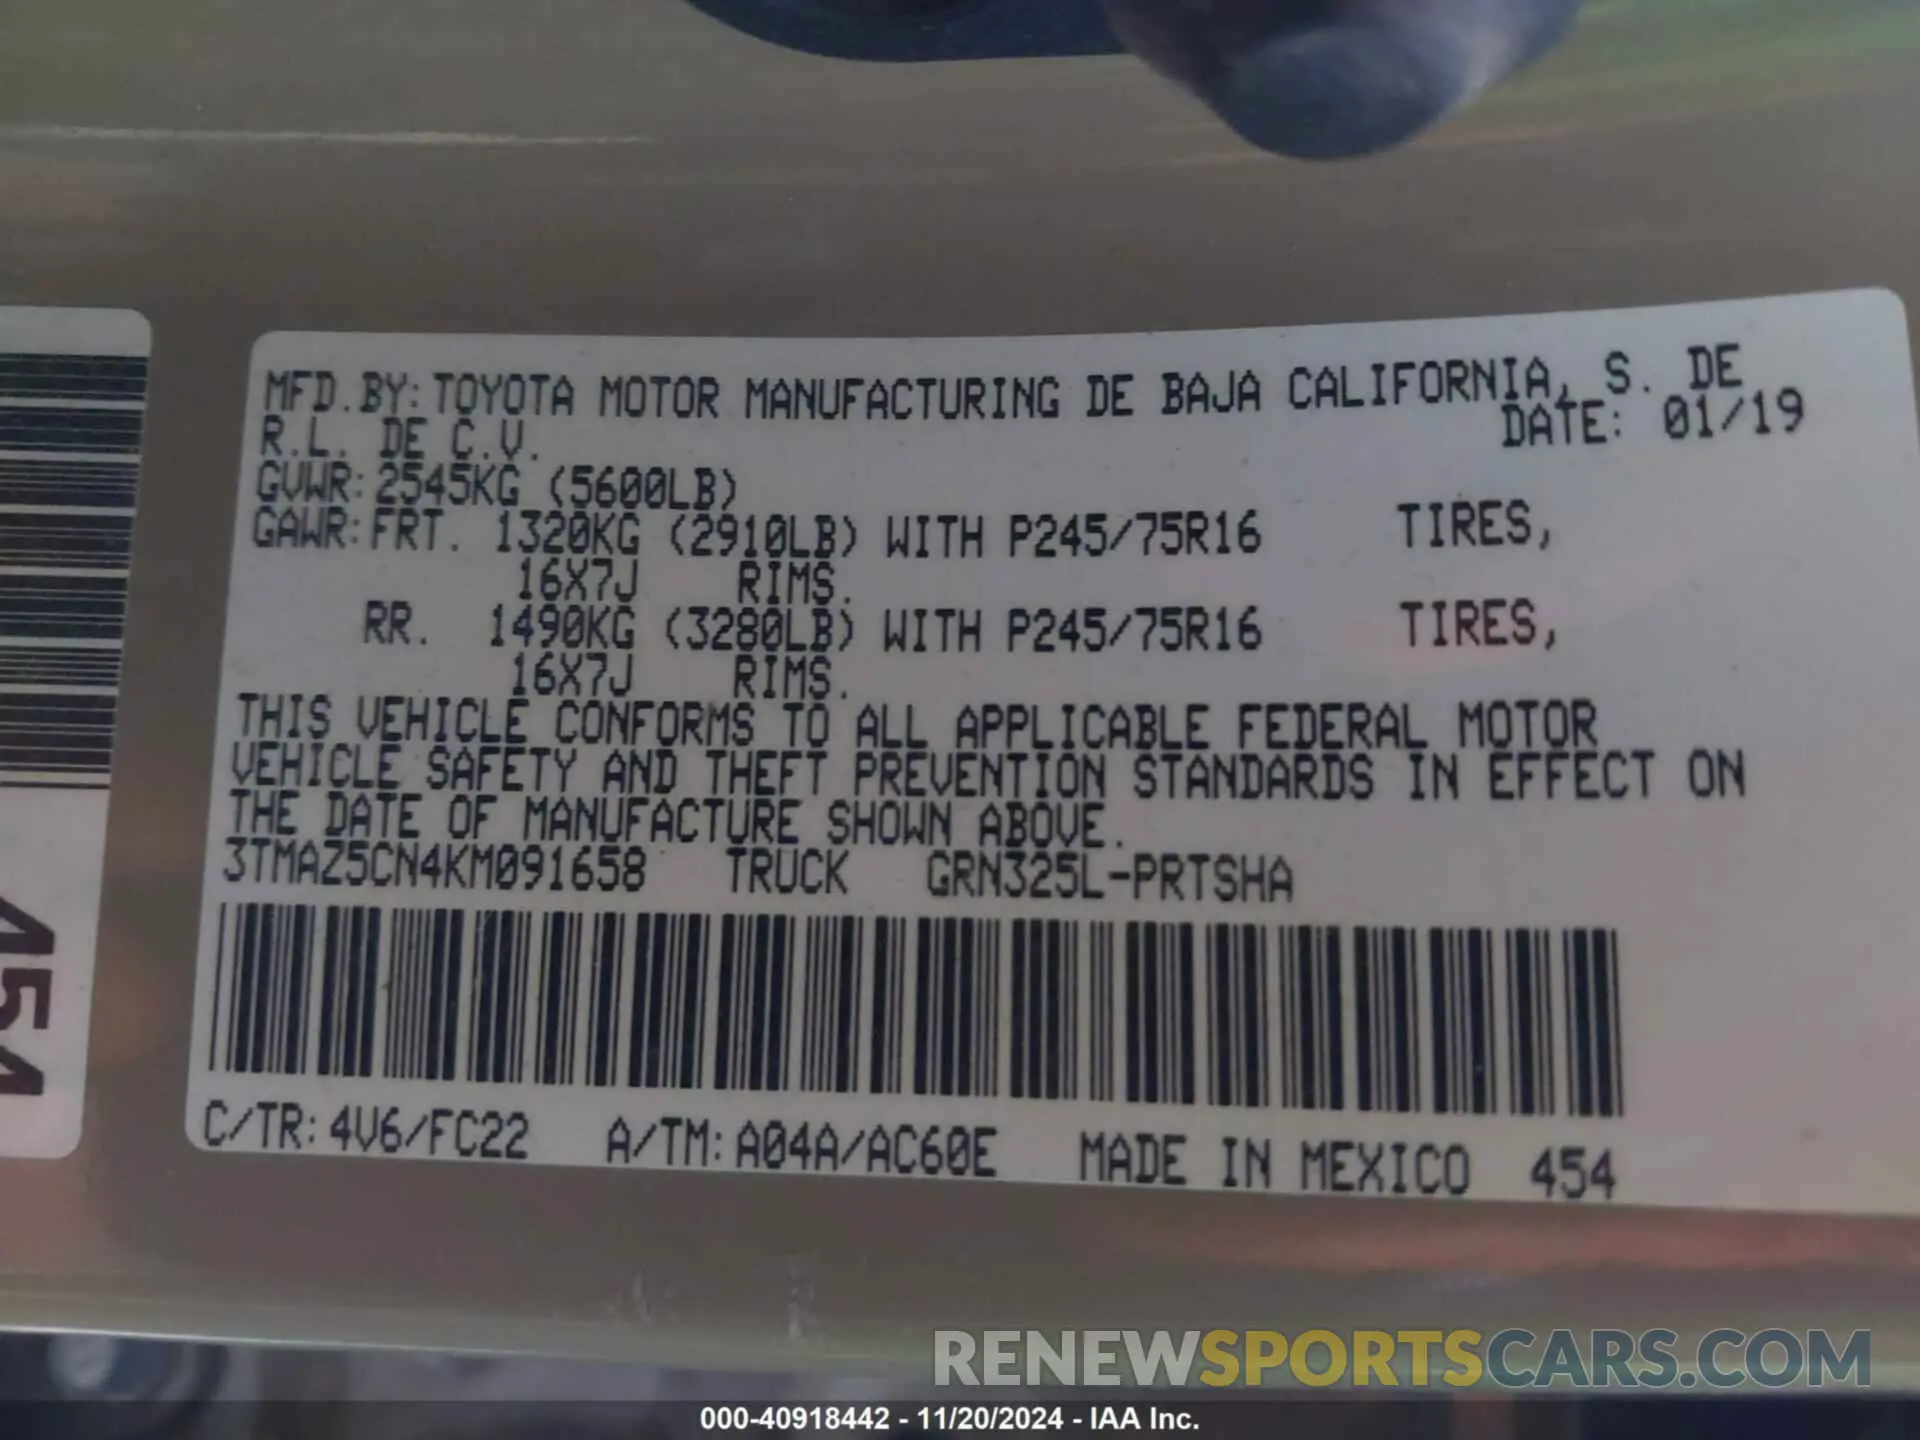 MFD.BY: TOYOTA MOTOR MANUFACTURING DE BAJA CALIFORNIA, S. DE
R.L. DE C.V. DATE: 01/19
GVWR: 2545KG (5600LB)
GAWR: FRT. 1320KG (2910LB) WITH P245/75R16 TIRES,
16X7J RIMS.
RR. 1490KG (3280LB) WITH P245/75R16 TIRES,
16X7J RIMS.
THIS VEHICLE CONFORMS TO ALL APPLICABLE FEDERAL MOTOR
VEHICLE SAFETY AND THEFT PREVENTION STANDARDS IN EFFECT ON
THE DATE OF MANUFACTURE SHOWN ABOVE.
3TMAZ5CN4KM091658 TRUCK GRN325L-PRTSHA
C/TR: 4V6/FC22 A/TM: A04A/AC60E MADE IN MEXICO 454
454
RENEWSPORTSCARS.COM
000-40918442 - 11/20/2024 - IAA Inc.